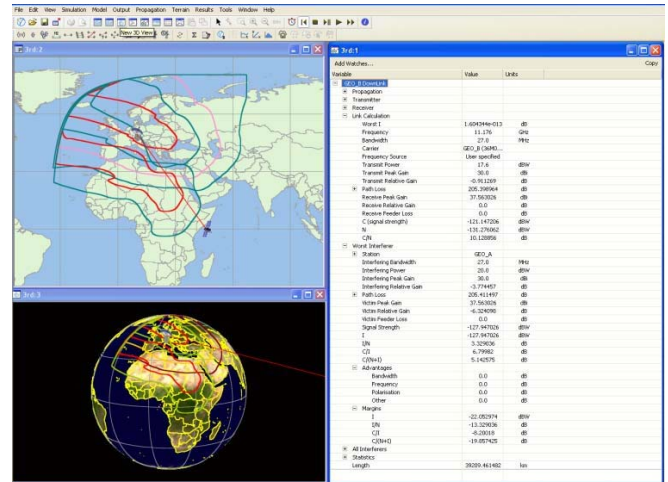 File Edit View Simulation Model Output Propagation Terrain Results Tools Window Help
New 3D View
3rd:2
3rd:3
3rd:1
Add Watches... Copy
Variable Value Units
GEO_B DownLink
Propagation
Transmitter
Receiver
Link Calculation
Worst I 1.604344e-013 dB
Frequency 11.176 GHz
Bandwidth 27.0 MHz
Carrier GEO_B (36M0...
Frequency Source User specified
Transmit Power 17.6 dBW
Transmit Peak Gain 30.0 dBi
Transmit Relative Gain -0.911269 dB
Path Loss 205.398964 dB
Receive Peak Gain 37.563026 dBi
Receive Relative Gain 0.0 dB
Receive Feeder Loss 0.0 dB
C (signal strength) -121.147206 dBW
N -131.276062 dBW
C/N 10.128856 dB
Worst Interferer
Station GEO_A
Interfering Bandwidth 27.0 MHz
Interfering Power 20.0 dBW
Interfering Peak Gain 30.0 dBi
Interfering Relative Gain -3.774457 dB
Path Loss 205.411497 dB
Victim Peak Gain 37.563026 dBi
Victim Relative Gain -6.324098 dB
Victim Feeder Loss 0.0 dB
Signal Strength -127.947026 dBW
I -127.947026 dBW
I/N 3.329036 dB
C/I 6.79982 dB
C/(N+I) 5.142575 dB
Advantages
Bandwidth 0.0 dB
Frequency 0.0 dB
Polarisation 0.0 dB
Other 0.0 dB
Margins
I -22.052974 dBW
I/N -13.329036 dB
C/I -5.20018 dB
C/(N+I) -19.857425 dB
All Interferers
Statistics
Length 39209.461482 km